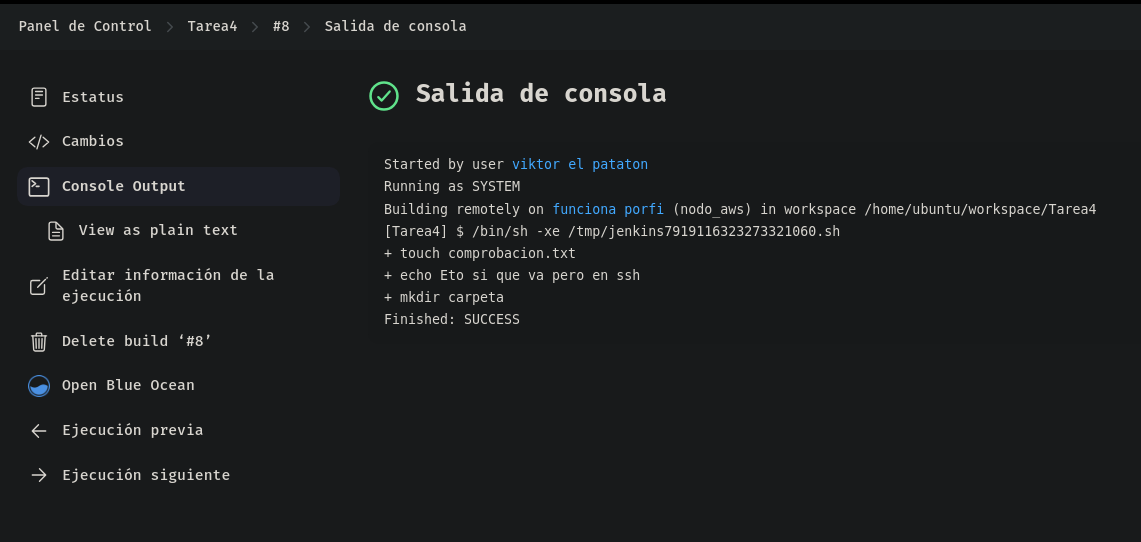 Panel de Control > Tarea4 > #8 > Salida de consola
Estatus
Cambios
Console Output
View as plain text
Editar información de la
ejecución
Delete build ‘#8’
Open Blue Ocean
Ejecución previa
Ejecución siguiente
Salida de consola
Started by user viktor el pataton
Running as SYSTEM
Building remotely on funciona porfi (nodo_aws) in workspace /home/ubuntu/workspace/Tarea4
[Tarea4] $ /bin/sh -xe /tmp/jenkins7919116323273321060.sh
+ touch comprobacion.txt
+ echo Eto si que va pero en ssh
+ mkdir carpeta
Finished: SUCCESS